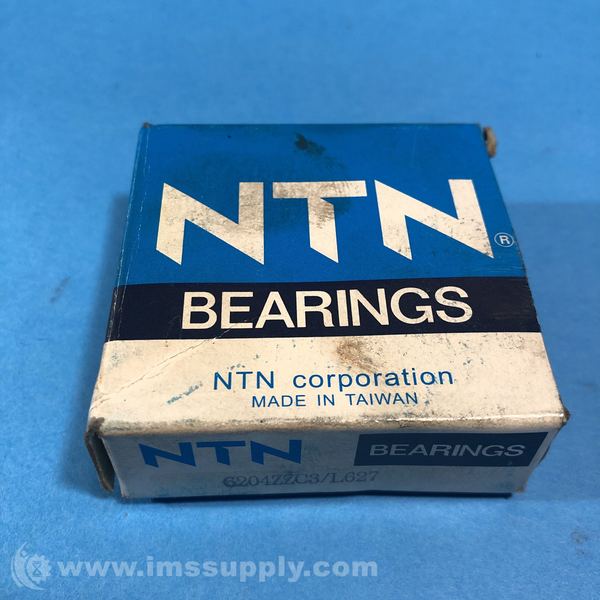 NTN®
BEARINGS
NTN corporation
MADE IN TAIWAN
NTN BEARINGS
6204ZZC3/L627
www.imssupply.com